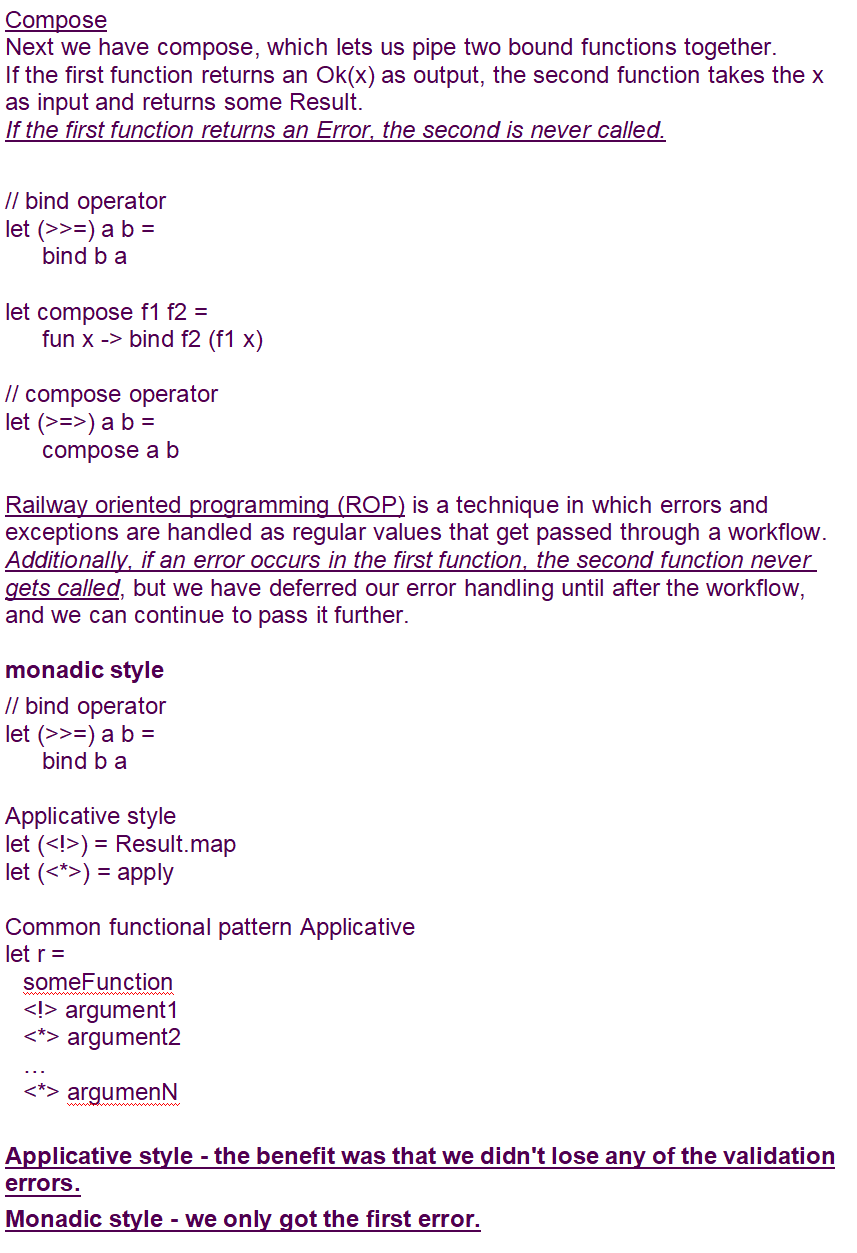 Compose
Next we have compose, which lets us pipe two bound functions together.
If the first function returns an Ok(x) as output, the second function takes the x
as input and returns some Result.
If the first function returns an Error, the second is never called.
// bind operator
let (>>=) a b =
bind b a
let compose f1 f2 =
fun x -> bind f2 (f1 x)
// compose operator
let (>=>) a b =
compose a b
Railway oriented programming (ROP) is a technique in which errors and
exceptions are handled as regular values that get passed through a workflow.
Additionally, if an error occurs in the first function, the second function never
gets called, but we have deferred our error handling until after the workflow,
and we can continue to pass it further.
monadic style
// bind operator
let (>>=) a b =
bind b a
Applicative style
let (<!>) = Result.map
let (<*>) = apply
Common functional pattern Applicative
let r =
someFunction
<!> argument1
<*> argument2
…
<*> argumenN
Applicative style - the benefit was that we didn't lose any of the validation
errors.
Monadic style - we only got the first error.